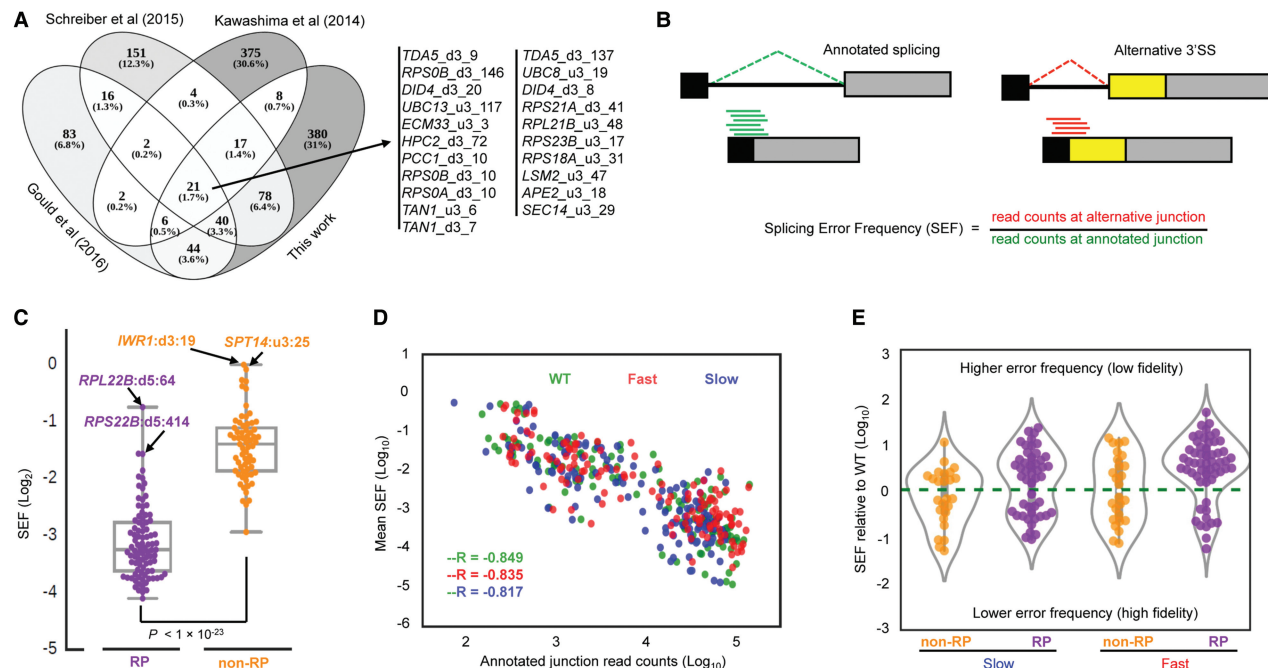 A
Schreiber et al (2015)
Kawashima et al (2014)
151
(12.3%)
375
(30.6%)
16
(1.3%)
4
(0.3%)
8
(0.7%)
83
(6.8%)
2
(0.2%)
17
(1.4%)
380
(31%)
21
(1.7%)
2
(0.2%)
78
(6.4%)
6
(0.5%)
40
(3.3%)
44
(3.6%)
Gould et al (2016)
This work
TDA5_d3_9
RPS0B_d3_146
DID4_d3_20
UBC13_u3_117
ECM33_u3_3
HPC2_d3_72
PCC1_d3_10
RPS0B_d3_10
RPS0A_d3_10
TAN1_u3_6
TAN1_d3_7
TDA5_d3_137
UBC8_u3_19
DID4_d3_8
RPS21A_d3_41
RPL21B_u3_48
RPS23B_u3_17
RPS18A_u3_31
LSM2_u3_47
APE2_u3_18
SEC14_u3_29
B
Annotated splicing
Alternative 3'SS
Splicing Error Frequency (SEF) = read counts at alternative junction
read counts at annotated junction
C
IWR1:d3:19
SPT14:u3:25
RPL22B:d5:64
RPS22B:d5:414
SEF (Log2)
0
-1
-2
-3
-4
-5
P < 1 × 10-23
RP
non-RP
D
WT
Fast
Slow
Mean SEF (Log10)
1
0
-1
-2
-3
-4
-5
-6
--R = -0.849
--R = -0.835
--R = -0.817
2
3
4
5
Annotated junction read counts (Log10)
E
Higher error frequency (low fidelity)
SEF relative to WT (Log10)
3
2
1
0
-1
-2
-3
Lower error frequency (high fidelity)
non-RP
RP
non-RP
RP
Slow
Fast